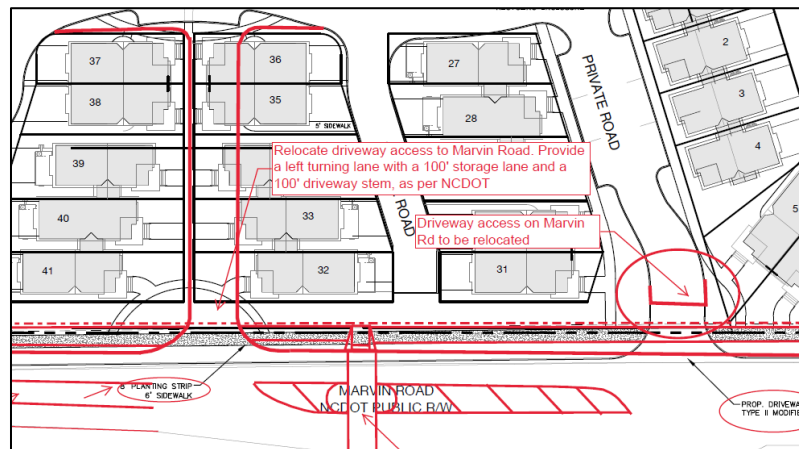 37
36
27
2
38
35
28
3
5' SIDEWALK
PRIVATE ROAD
4
Relocate driveway access to Marvin Road. Provide
a left turning lane with a 100' storage lane and a
100' driveway stem, as per NCDOT
39
5
40
33
ROAD
Driveway access on Marvin
Rd to be relocated
41
32
31
8' PLANTING STRIP
6' SIDEWALK
MARVIN ROAD
NCDOT PUBLIC R/W
PROP. DRIVEWA
TYPE II MODIFIE